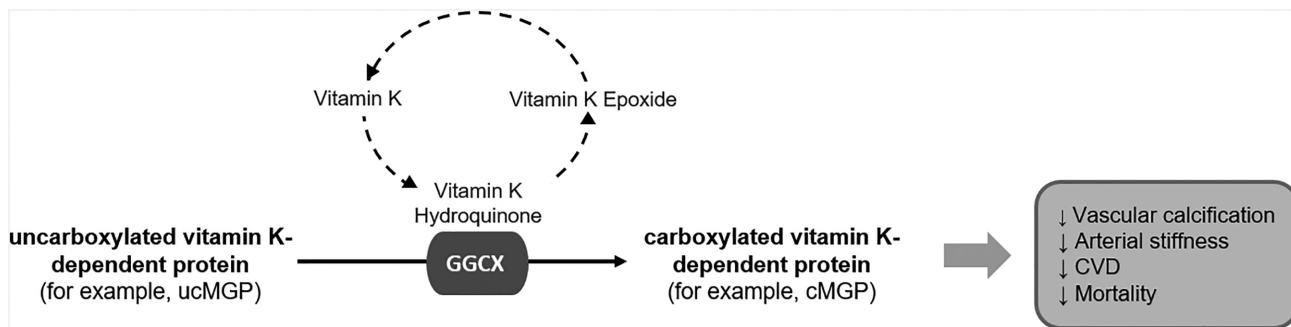 Vitamin K
Vitamin K Epoxide
Vitamin K
Hydroquinone
uncarboxylated vitamin K-
dependent protein
(for example, ucMGP)
GGCX
carboxylated vitamin K-
dependent protein
(for example, cMGP)
↓ Vascular calcification
↓ Arterial stiffness
↓ CVD
↓ Mortality